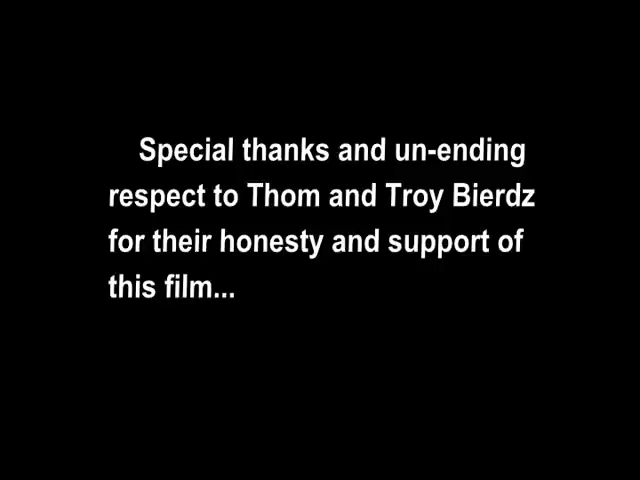 Special thanks and un-ending
respect to Thom and Troy Bierdz
for their honesty and support of
this film...